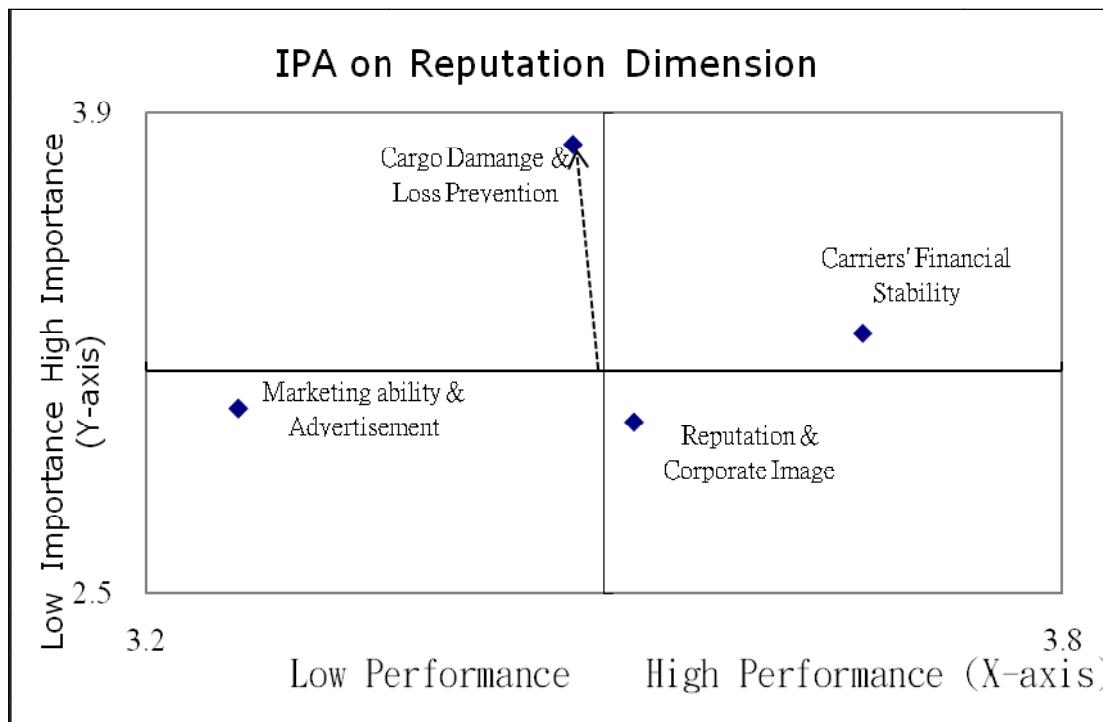 IPA on Reputation Dimension
3.9
Cargo Damange &
Loss Prevention
Carriers' Financial
Stability
Marketing ability &
Advertisement
Reputation &
Corporate Image
Low Importance High Importance
(Y-axis)
2.5
3.2
3.8
Low Performance
High Performance (X-axis)